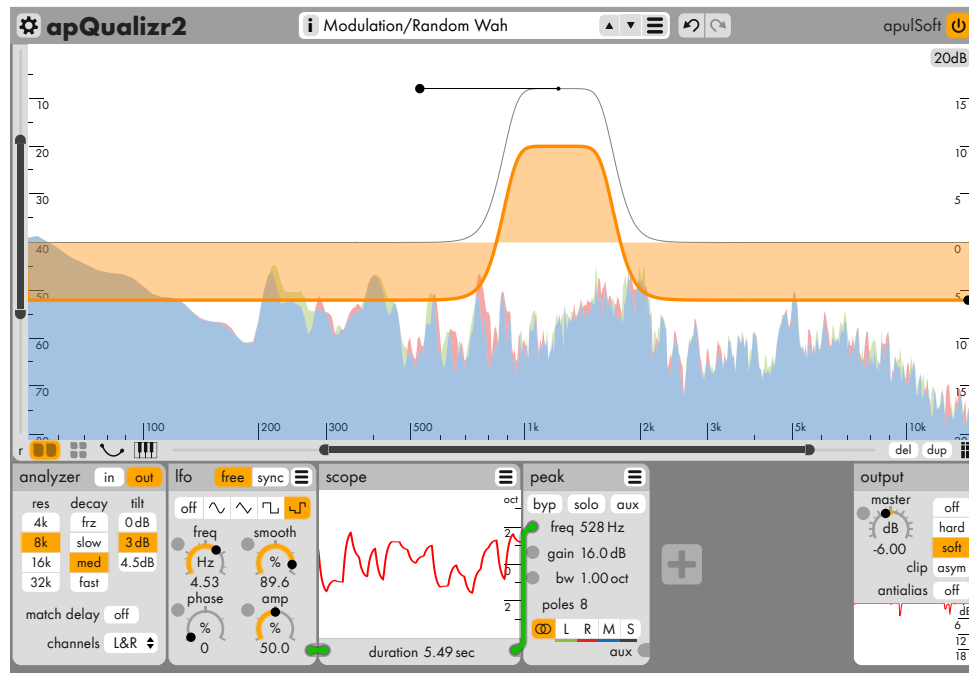 apQualizr2
i Modulation/Random Wah
apulSoft
20dB
10
20
30
40
50
60
70
15
10
5
0
5
10
15
100 200 500 1k 2k 3k 5k 10k
r
del dup
analyzer in out
res decay tilt
4k frz 0 dB
8k slow 3 dB
16k med 4.5dB
32k fast
match delay off
channels L&R
lfo free sync
off
freq smooth
Hz %
4.53 89.6
phase amp
% %
0 50.0
scope
oct
2
0
2
duration 5.49 sec
peak
byp solo aux
freq 528 Hz
gain 16.0 dB
bw 1.00 oct
poles 8
L R M S
aux
output
master
dB
-6.00
off
hard
soft
clip asym
antialias off
dB
6
12
18